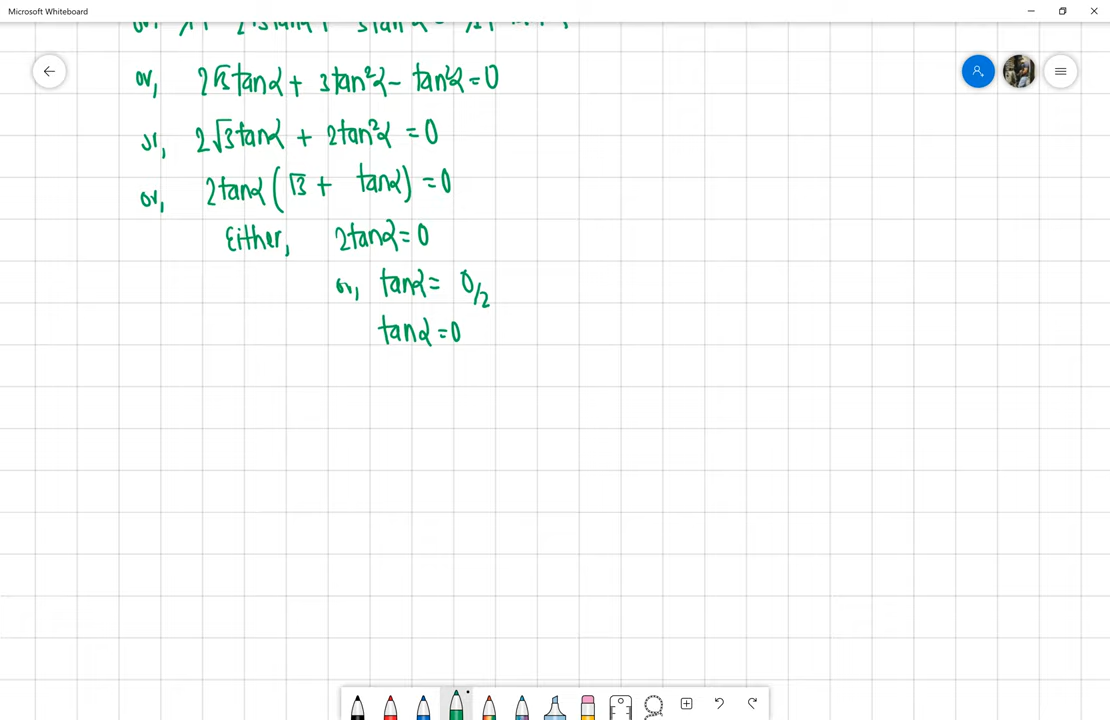 Microsoft Whiteboard
or, 2√3tanα + 3tan²α - tan²α = 0
or, 2√3tanα + 2tan²α = 0
or, 2tanα(√3 + tanα) = 0
Either, 2tanα = 0
or, tanα = 0/2
tanα = 0